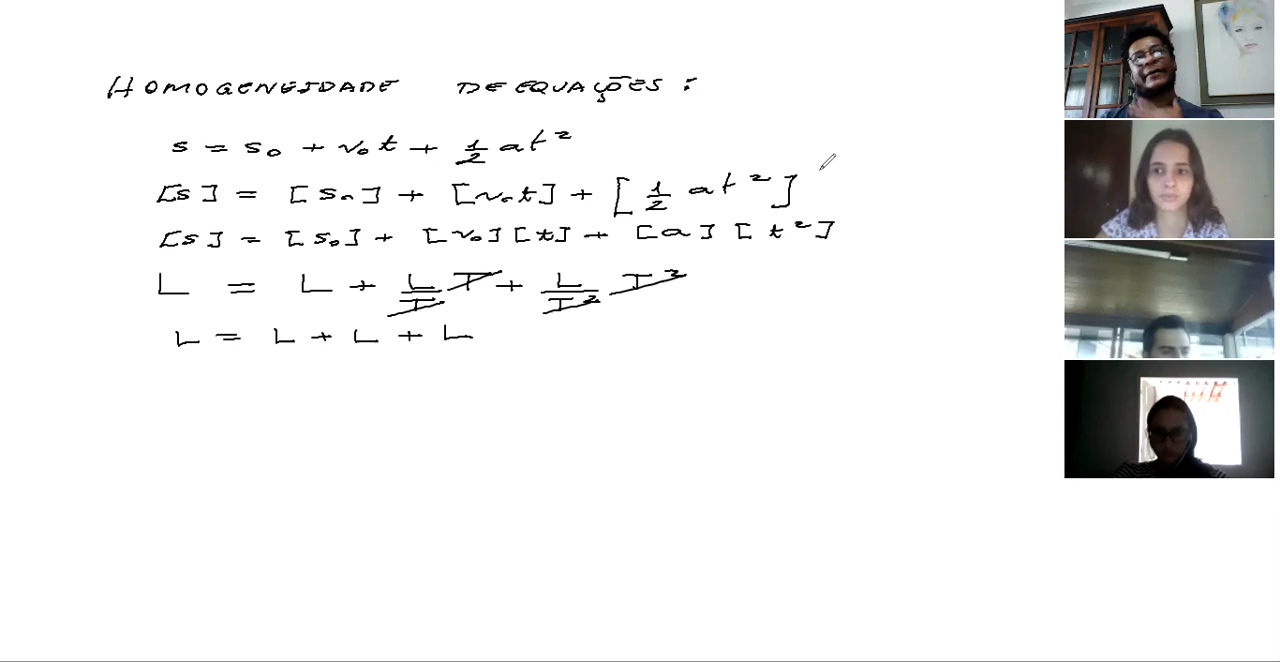 HOMOGENEIDADE DE EQUAÇÕES:
s = s₀ + v₀t + 1/2 at²
[s] = [s₀] + [v₀t] + [1/2 at²]
[s] = [s₀] + [v₀][t] + [a][t²]
L = L + L/T T + L/T² T²
L = L + L + L